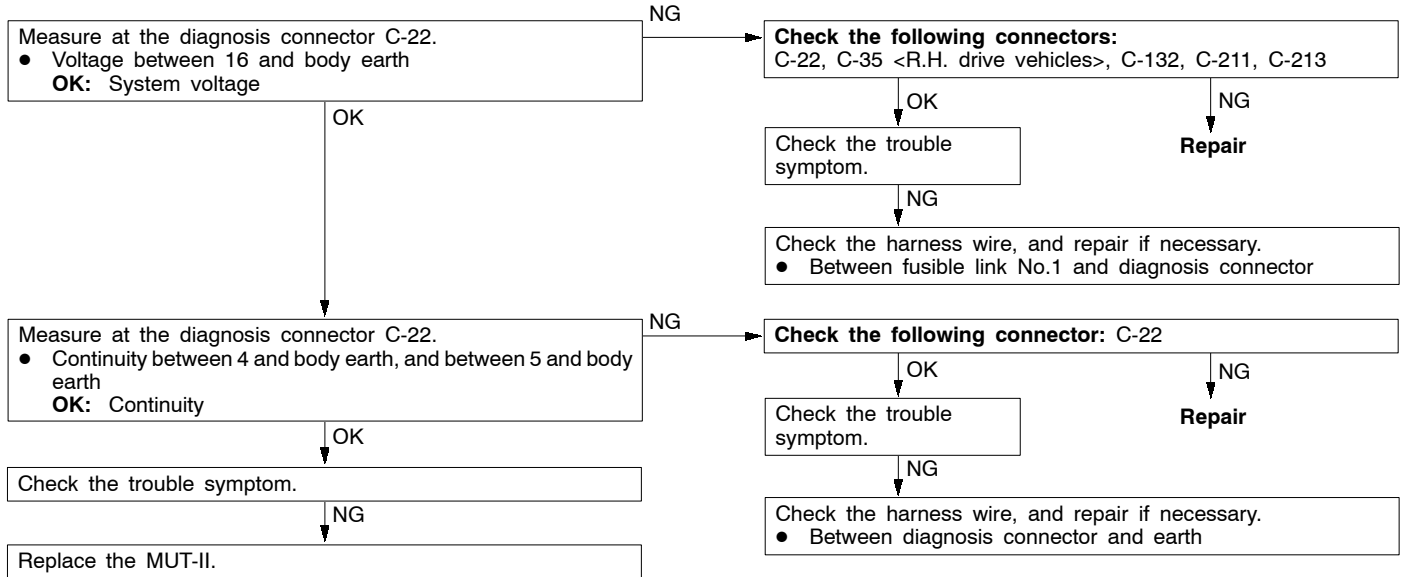 Measure at the diagnosis connector C-22.
● Voltage between 16 and body earth
OK: System voltage
NG
Check the following connectors:
C-22, C-35 <R.H. drive vehicles>, C-132, C-211, C-213
OK
OK
NG
Check the trouble
symptom.
Repair
NG
Check the harness wire, and repair if necessary.
● Between fusible link No.1 and diagnosis connector
Measure at the diagnosis connector C-22.
● Continuity between 4 and body earth, and between 5 and body
earth
OK: Continuity
NG
Check the following connector: C-22
OK
NG
Check the trouble
symptom.
Repair
OK
NG
Check the trouble symptom.
Check the harness wire, and repair if necessary.
● Between diagnosis connector and earth
NG
Replace the MUT-II.